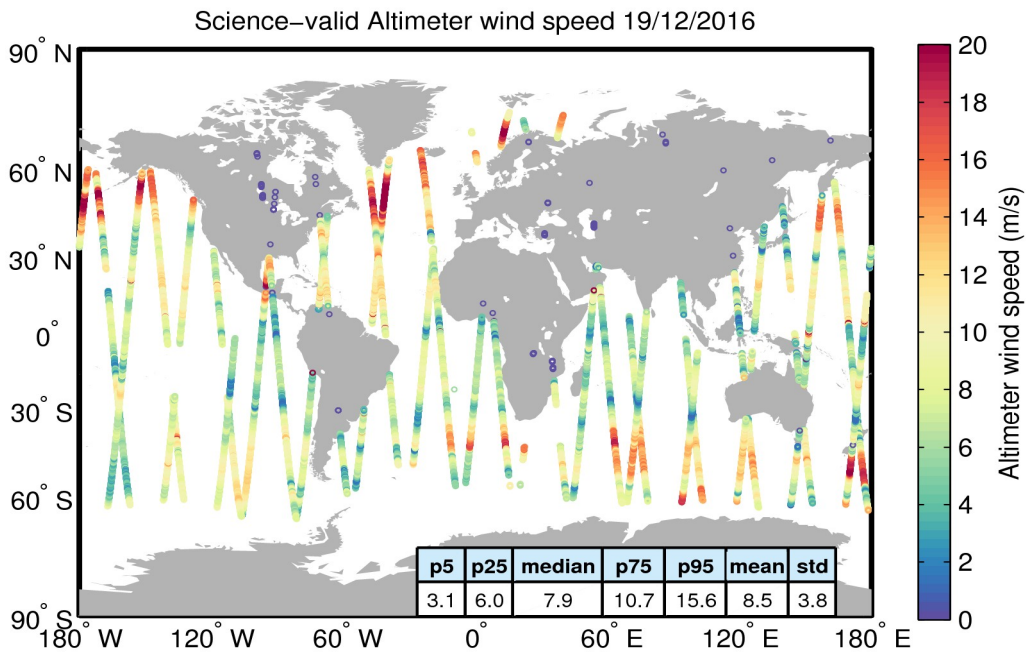 Science−valid Altimeter wind speed 19/12/2016
90° N
60° N
30° N
0°
30° S
60° S
90° S
180° W
120° W
60° W
0°
60° E
120° E
180° E
p5 p25 median p75 p95 mean std
3.1 6.0 7.9 10.7 15.6 8.5 3.8
20
18
16
14
12
10
8
6
4
2
0
Altimeter wind speed (m/s)